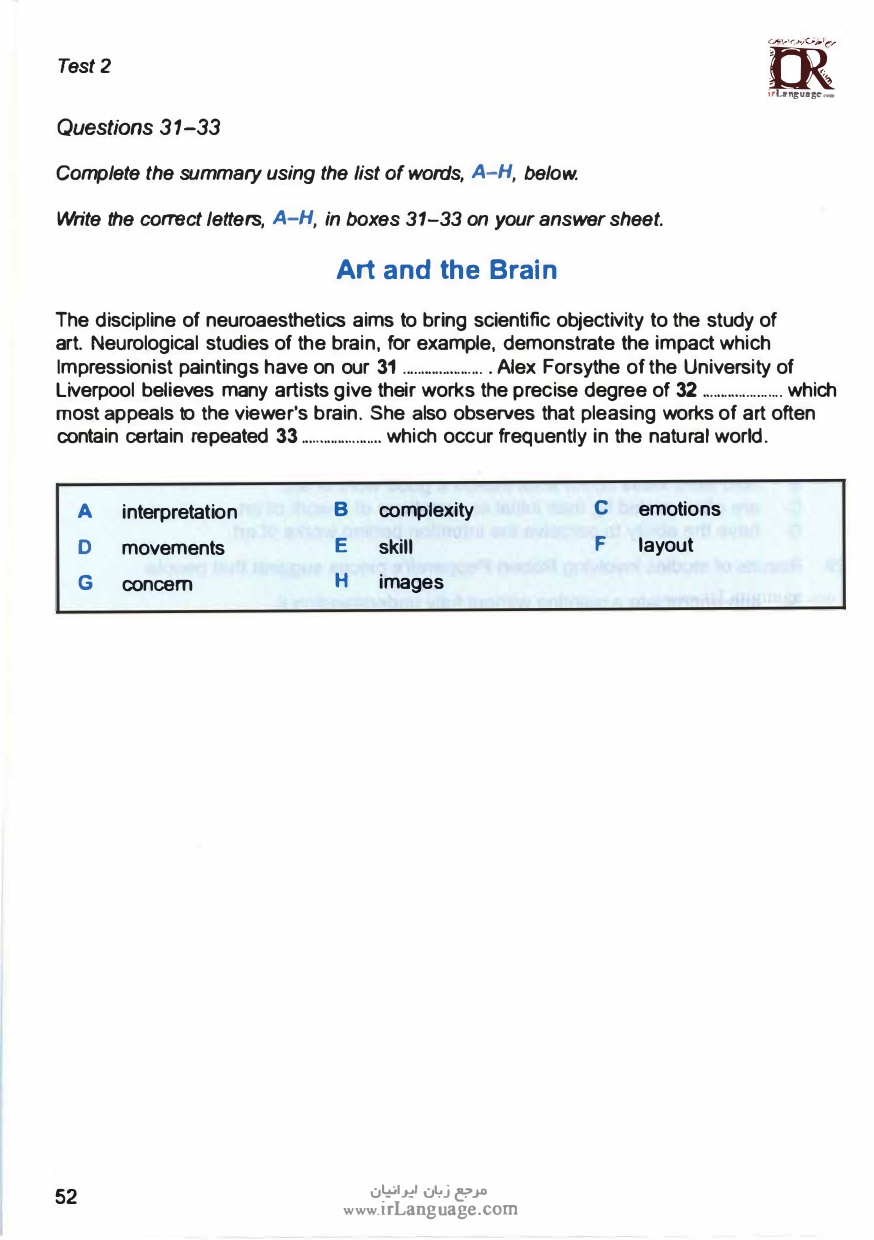 Test 2
irLanguage.com
Questions 31–33
Complete the summary using the list of words, A–H, below.
Write the correct letters, A–H, in boxes 31–33 on your answer sheet.
Art and the Brain
The discipline of neuroaesthetics aims to bring scientific objectivity to the study of
art. Neurological studies of the brain, for example, demonstrate the impact which
Impressionist paintings have on our 31 ...................... . Alex Forsythe of the University of
Liverpool believes many artists give their works the precise degree of 32 ...................... which
most appeals to the viewer's brain. She also observes that pleasing works of art often
contain certain repeated 33 ...................... which occur frequently in the natural world.
A interpretation B complexity C emotions
D movements E skill F layout
G concern H images
52
مرجع زبان ایرانیان
www.irLanguage.com